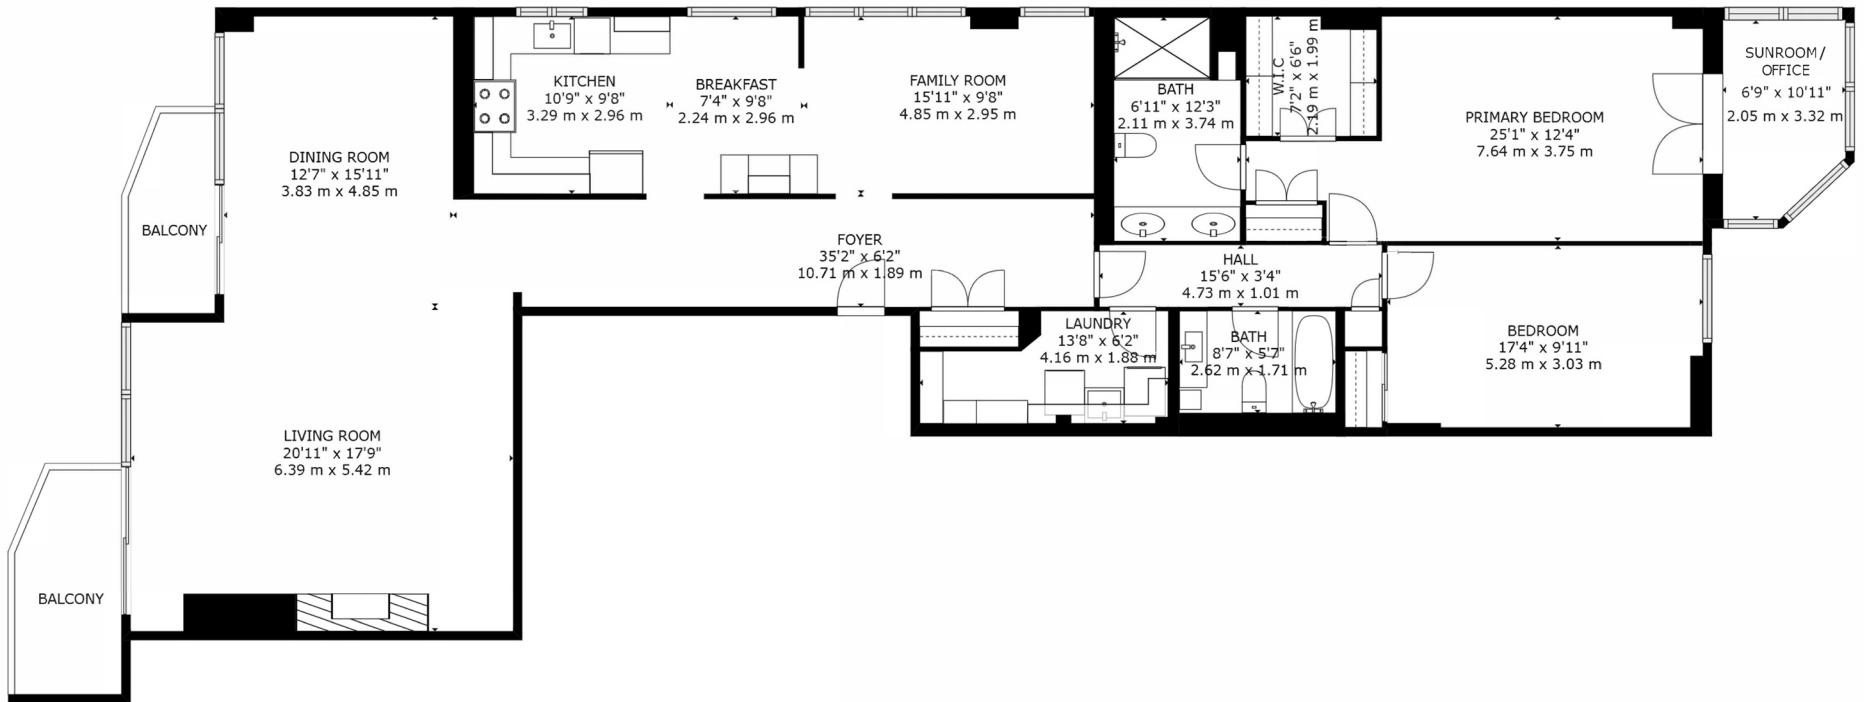 KITCHEN
10'9" x 9'8"
3.29 m x 2.96 m
BREAKFAST
7'4" x 9'8"
2.24 m x 2.96 m
FAMILY ROOM
15'11" x 9'8"
4.85 m x 2.95 m
BATH
6'11" x 12'3"
2.11 m x 3.74 m
W.I.C
7'2" x 6'6"
2.19 m x 1.99 m
PRIMARY BEDROOM
25'1" x 12'4"
7.64 m x 3.75 m
SUNROOM/
OFFICE
6'9" x 10'11"
2.05 m x 3.32 m
DINING ROOM
12'7" x 15'11"
3.83 m x 4.85 m
BALCONY
FOYER
35'2" x 6'2"
10.71 m x 1.89 m
HALL
15'6" x 3'4"
4.73 m x 1.01 m
LAUNDRY
13'8" x 6'2"
4.16 m x 1.88 m
BATH
8'7" x 5'7"
2.62 m x 1.71 m
BEDROOM
17'4" x 9'11"
5.28 m x 3.03 m
LIVING ROOM
20'11" x 17'9"
6.39 m x 5.42 m
BALCONY